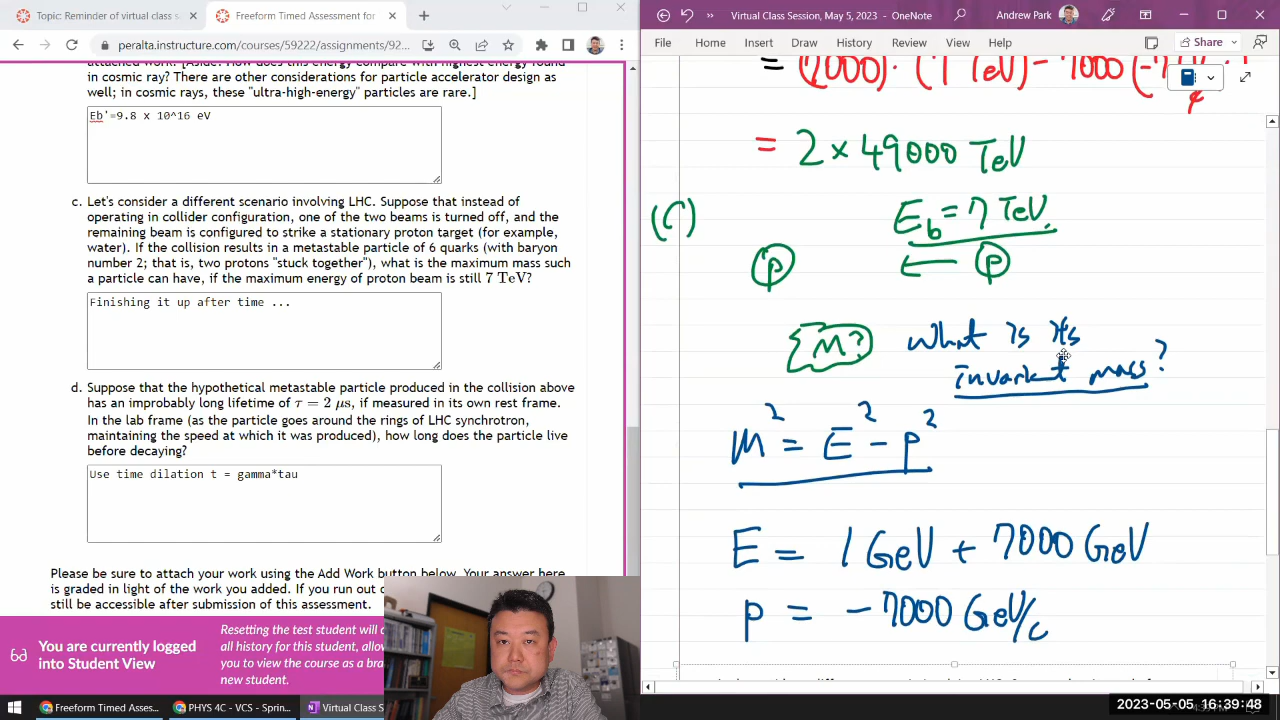 Topic: Reminder of virtual class s
Freeform Timed Assessment for
Virtual Class Session, May 5, 2023 - OneNote
Andrew Park
peralta.instructure.com/courses/59222/assignments/92...
File Home Insert Draw History Review View Help Share
in cosmic ray? There are other considerations for particle accelerator design as
well; in cosmic rays, these "ultra-high-energy" particles are rare.]
Eb'=9.8 x 10^16 eV
c. Let's consider a different scenario involving LHC. Suppose that instead of
operating in collider configuration, one of the two beams is turned off, and the
remaining beam is configured to strike a stationary proton target (for example,
water). If the collision results in a metastable particle of 6 quarks (with baryon
number 2; that is, two protons "stuck together"), what is the maximum mass such
a particle can have, if the maximum energy of proton beam is still 7 TeV?
Finishing it up after time ...
d. Suppose that the hypothetical metastable particle produced in the collision above
has an improbably long lifetime of τ = 2 μs, if measured in its own rest frame.
In the lab frame (as the particle goes around the rings of LHC synchrotron,
maintaining the speed at which it was produced), how long does the particle live
before decaying?
Use time dilation t = gamma*tau
Please be sure to attach your work using the Add Work button below. Your answer here
is graded in light of the work you added. If you run out
still be accessible after submission of this assessment.
You are currently logged
into Student View
Resetting the test student will
all history for this student, allow
you to view the course as a bra
new student.
= 2 × 49000 TeV
(C) E_b = 7 TeV
p ← p
M? What is its
invariant mass?
M² = E² − p²
E = 1 GeV + 7000 GeV
p = − 7000 GeV/c
Freeform Timed Asses...
PHYS 4C - VCS - Sprin...
Virtual Class Session,
2023-05-05 16:39:48